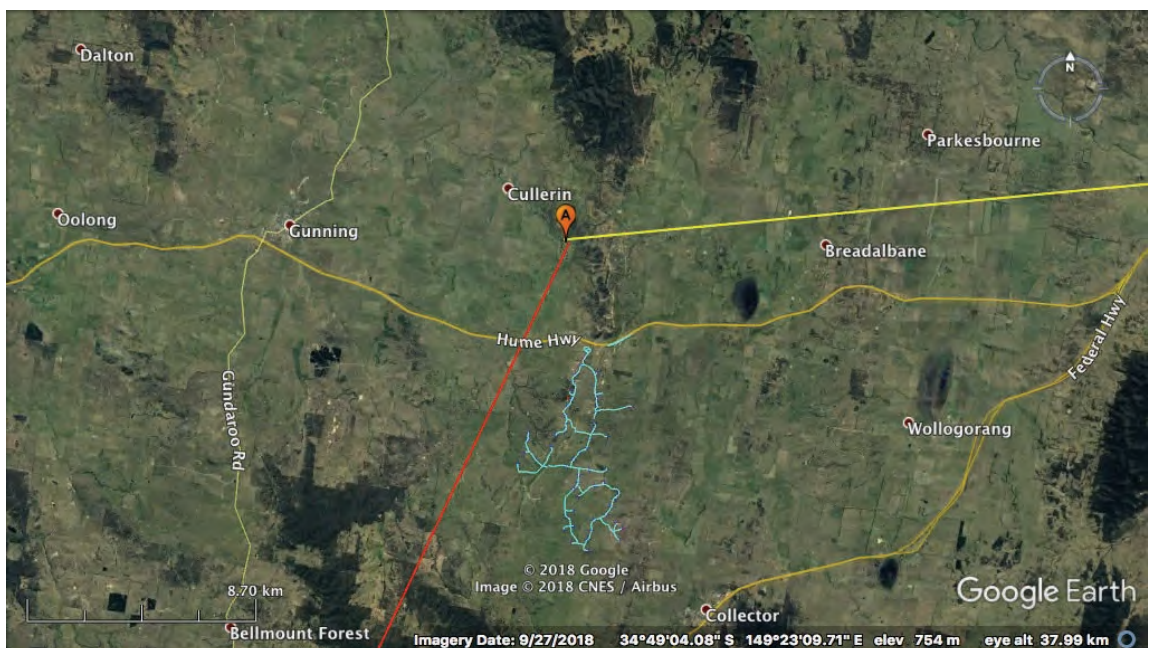 Dalton
N
Parkesbourne
Cullerin
A
Oolong
Gunning
Breadalbane
Hume Hwy
Federal Hwy
Gundaroo Rd
Wollogorang
© 2018 Google
Image © 2018 CNES / Airbus
8.70 km
Google Earth
Collector
Bellmount Forest
Imagery Date: 9/27/2018 34°49'04.08" S 149°23'09.71" E elev 754 m eye alt 37.99 km